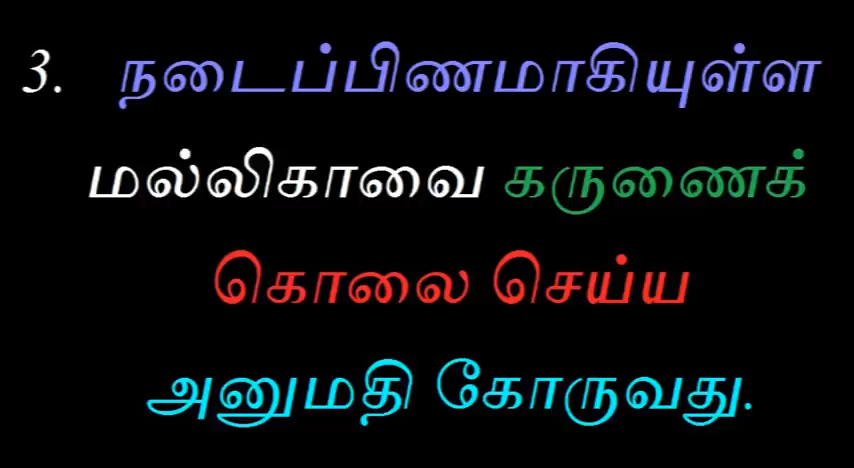 3. நடைப்பிணமாகியுள்ள
மல்லிகாவை கருணைக்
கொலை செய்ய
அனுமதி கோருவது.